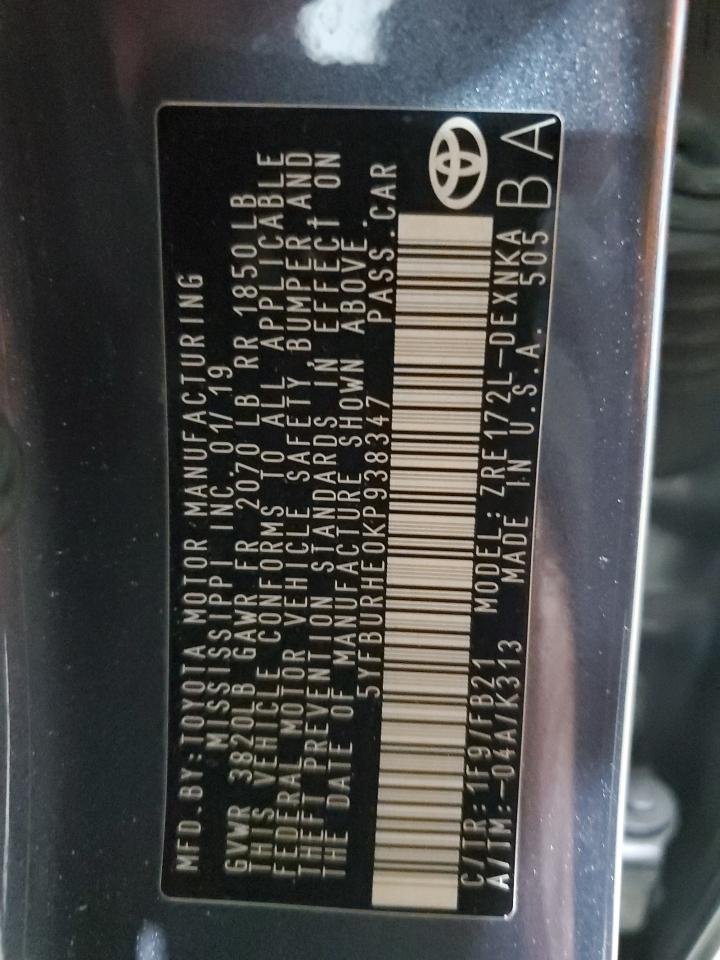 MFD.BY:TOYOTA MOTOR MANUFACTURING
MISSISSIPPI INC.01/19
GVWR 3820LB GAWR FR 2070 LB RR 1850 LB
THIS VEHICLE CONFORMS TO ALL APPLICABLE
FEDERAL MOTOR VEHICLE SAFETY, BUMPER AND
THEFT PREVENTION STANDARDS IN EFFECT ON
THE DATE OF MANUFACTURE SHOWN ABOVE.
5YFBURHE0KP938347 PASS.CAR
C/TR:1F9/FB21 MODEL:ZRE172L-DEXNKA
A/TM:-04A/K313 MADE IN U.S.A. 505
BA